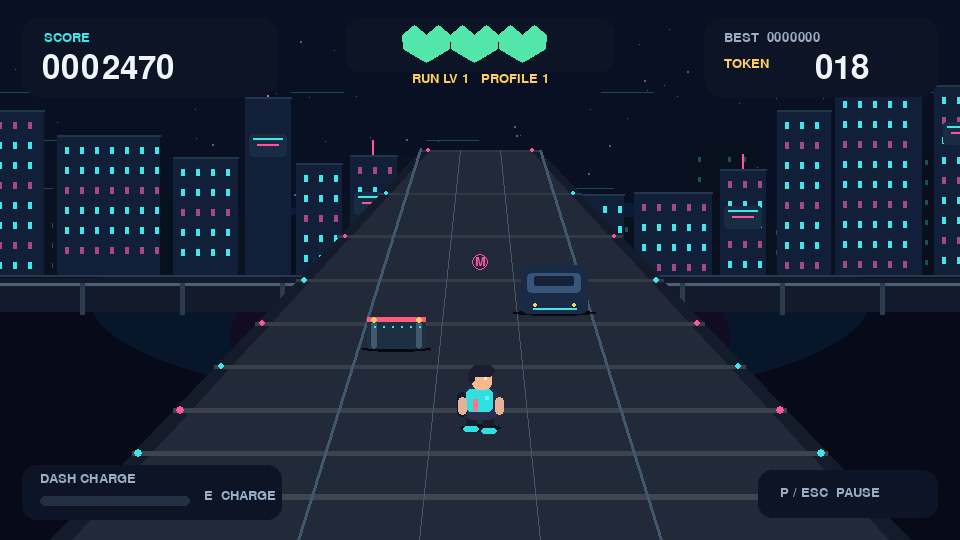 SCORE
0002470
RUN LV 1 PROFILE 1
BEST 0000000
TOKEN 018
M
DASH CHARGE
E CHARGE
P / ESC PAUSE